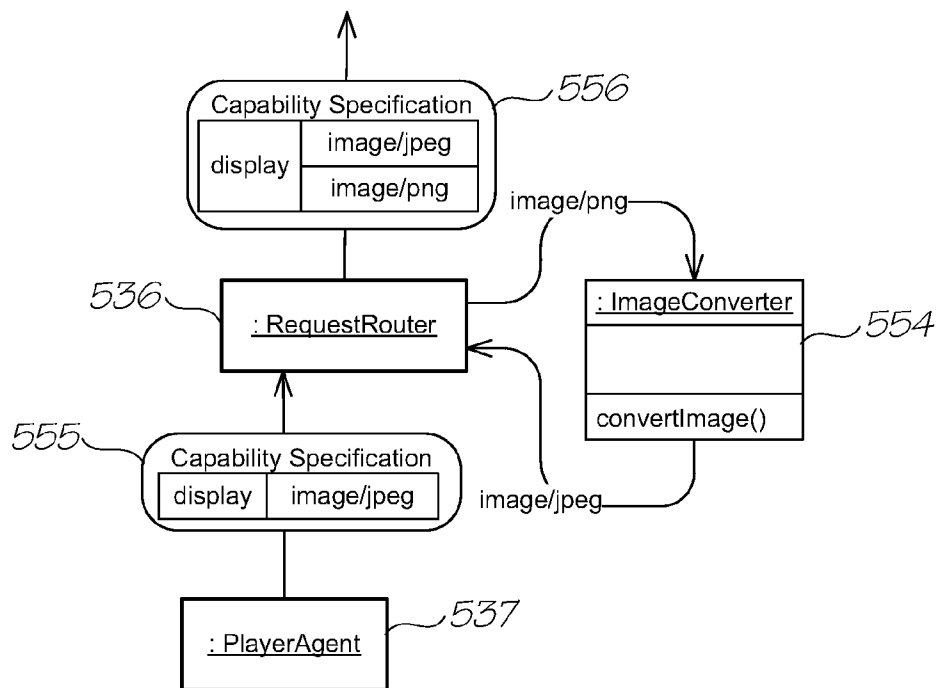 Capability Specification
556
display
image/jpeg
image/png
image/png
536
: RequestRouter
: ImageConverter
554
convertImage()
555
Capability Specification
display
image/jpeg
image/jpeg
537
: PlayerAgent